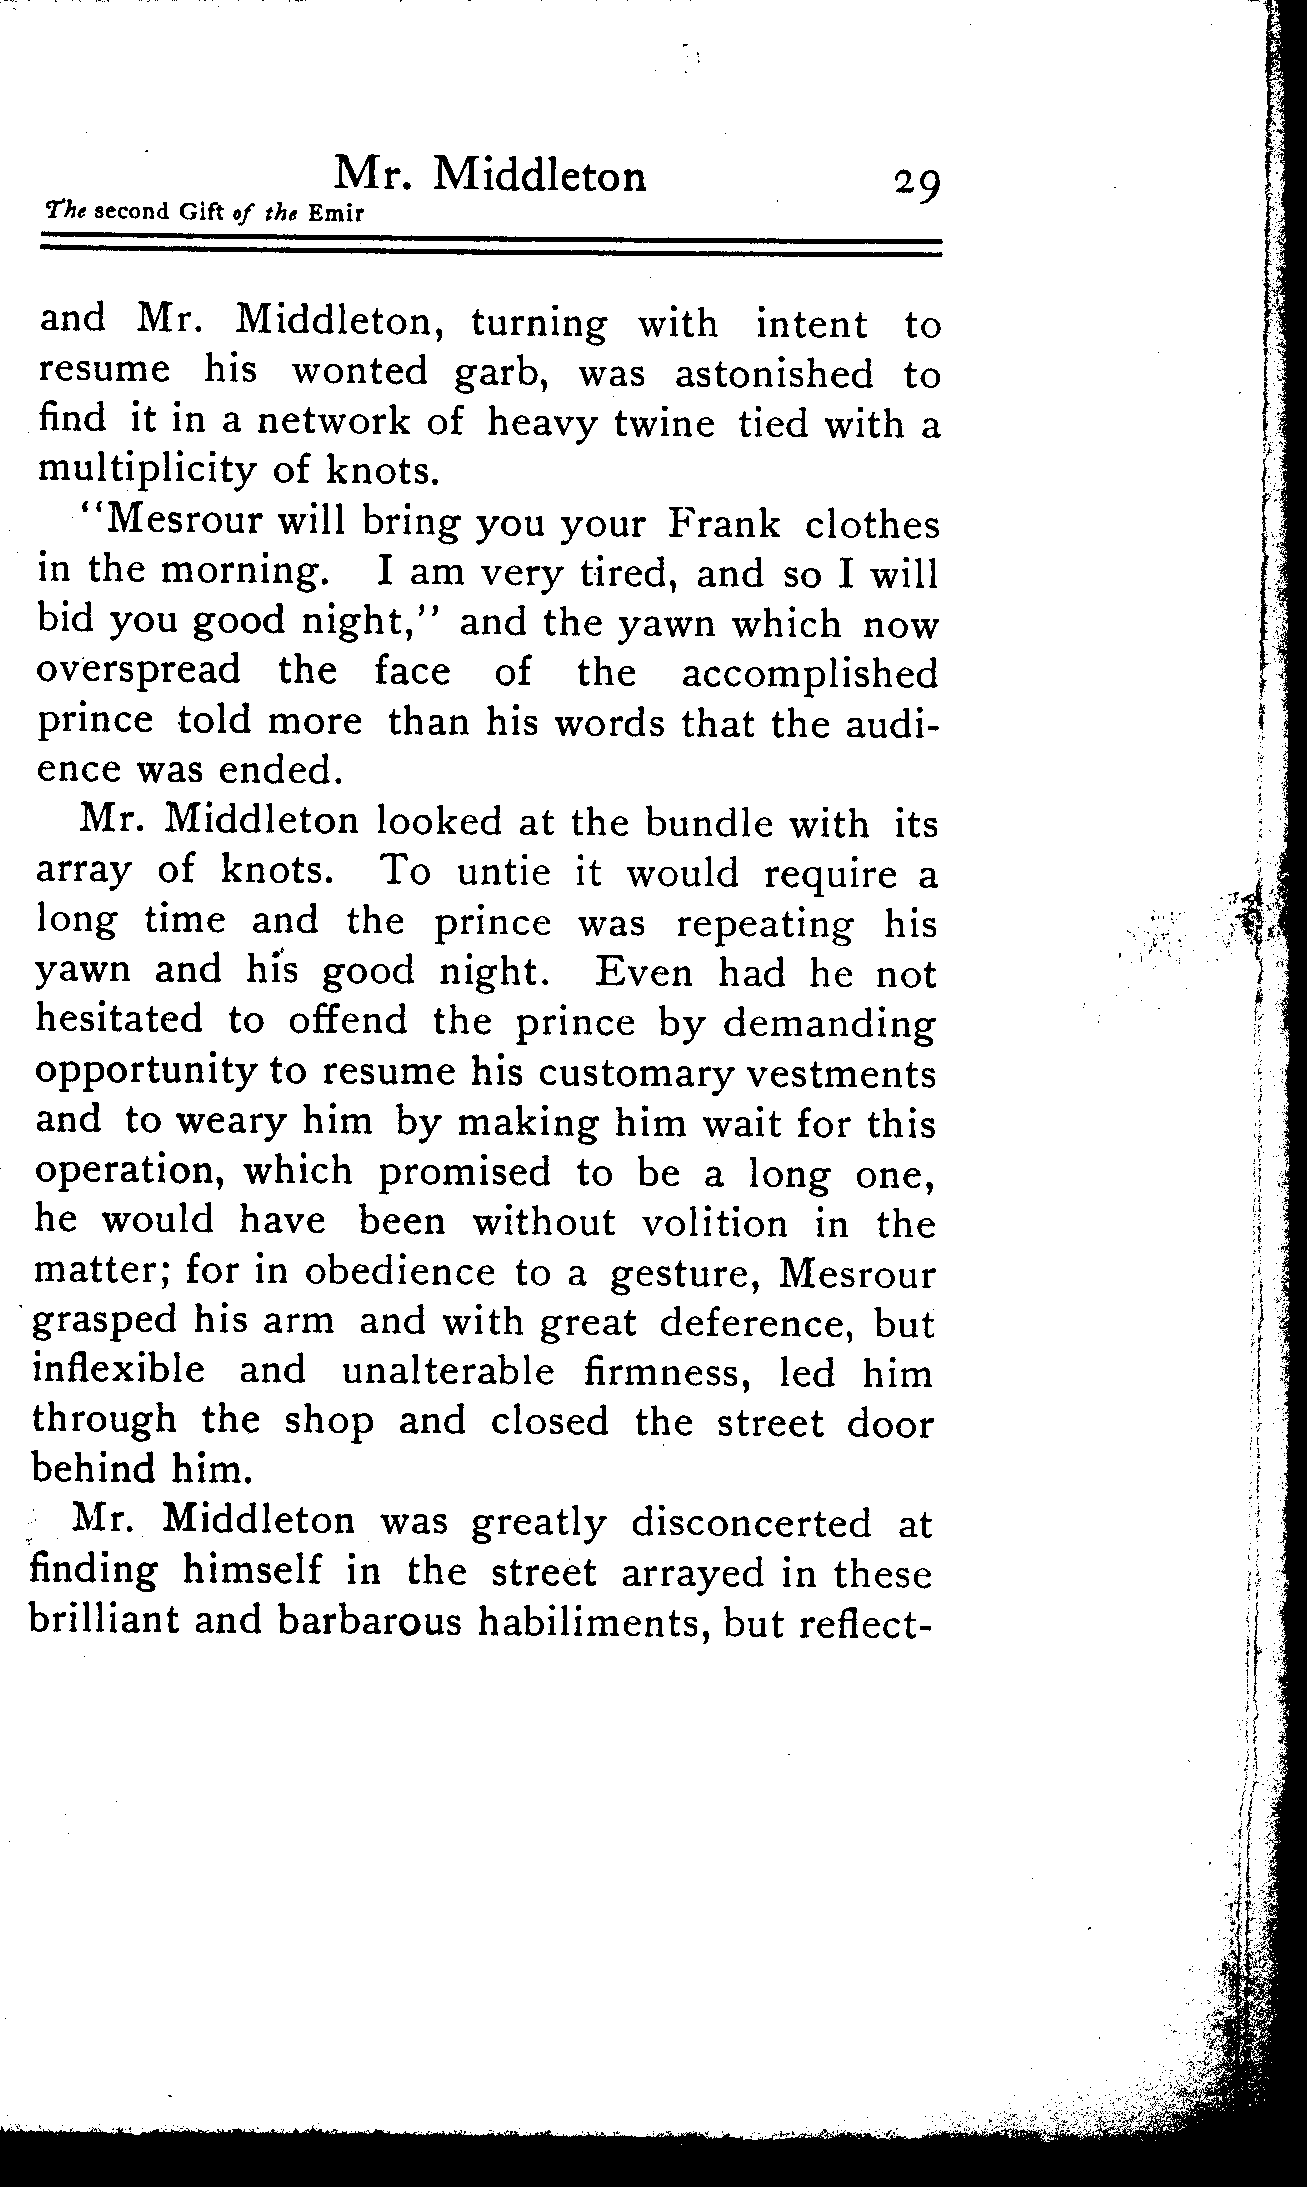 Mr. Middleton 29
The second Gift of the Emir
and Mr. Middleton, turning with intent to
resume his wonted garb, was astonished to
find it in a network of heavy twine tied with a
multiplicity of knots.
"Mesrour will bring you your Frank clothes
in the morning. I am very tired, and so I will
bid you good night," and the yawn which now
overspread the face of the accomplished
prince told more than his words that the audi-
ence was ended.
Mr. Middleton looked at the bundle with its
array of knots. To untie it would require a
long time and the prince was repeating his
yawn and his good night. Even had he not
hesitated to offend the prince by demanding
opportunity to resume his customary vestments
and to weary him by making him wait for this
operation, which promised to be a long one,
he would have been without volition in the
matter; for in obedience to a gesture, Mesrour
grasped his arm and with great deference, but
inflexible and unalterable firmness, led him
through the shop and closed the street door
behind him.
Mr. Middleton was greatly disconcerted at
finding himself in the street arrayed in these
brilliant and barbarous habiliments, but reflect-